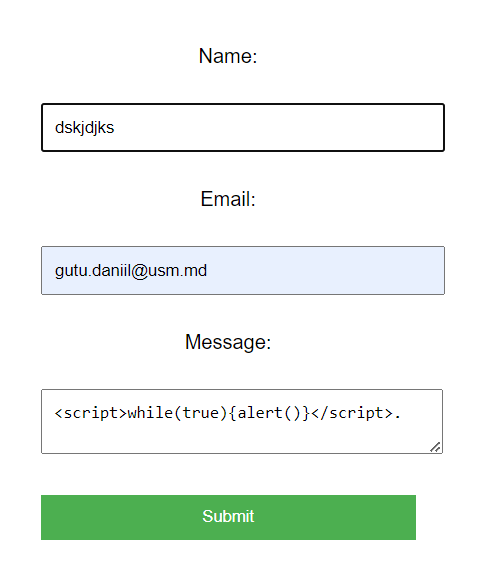 Name:
dskjdjks
Email:
gutu.daniil@usm.md
Message:
<script>while(true){alert()}</script>.
Submit